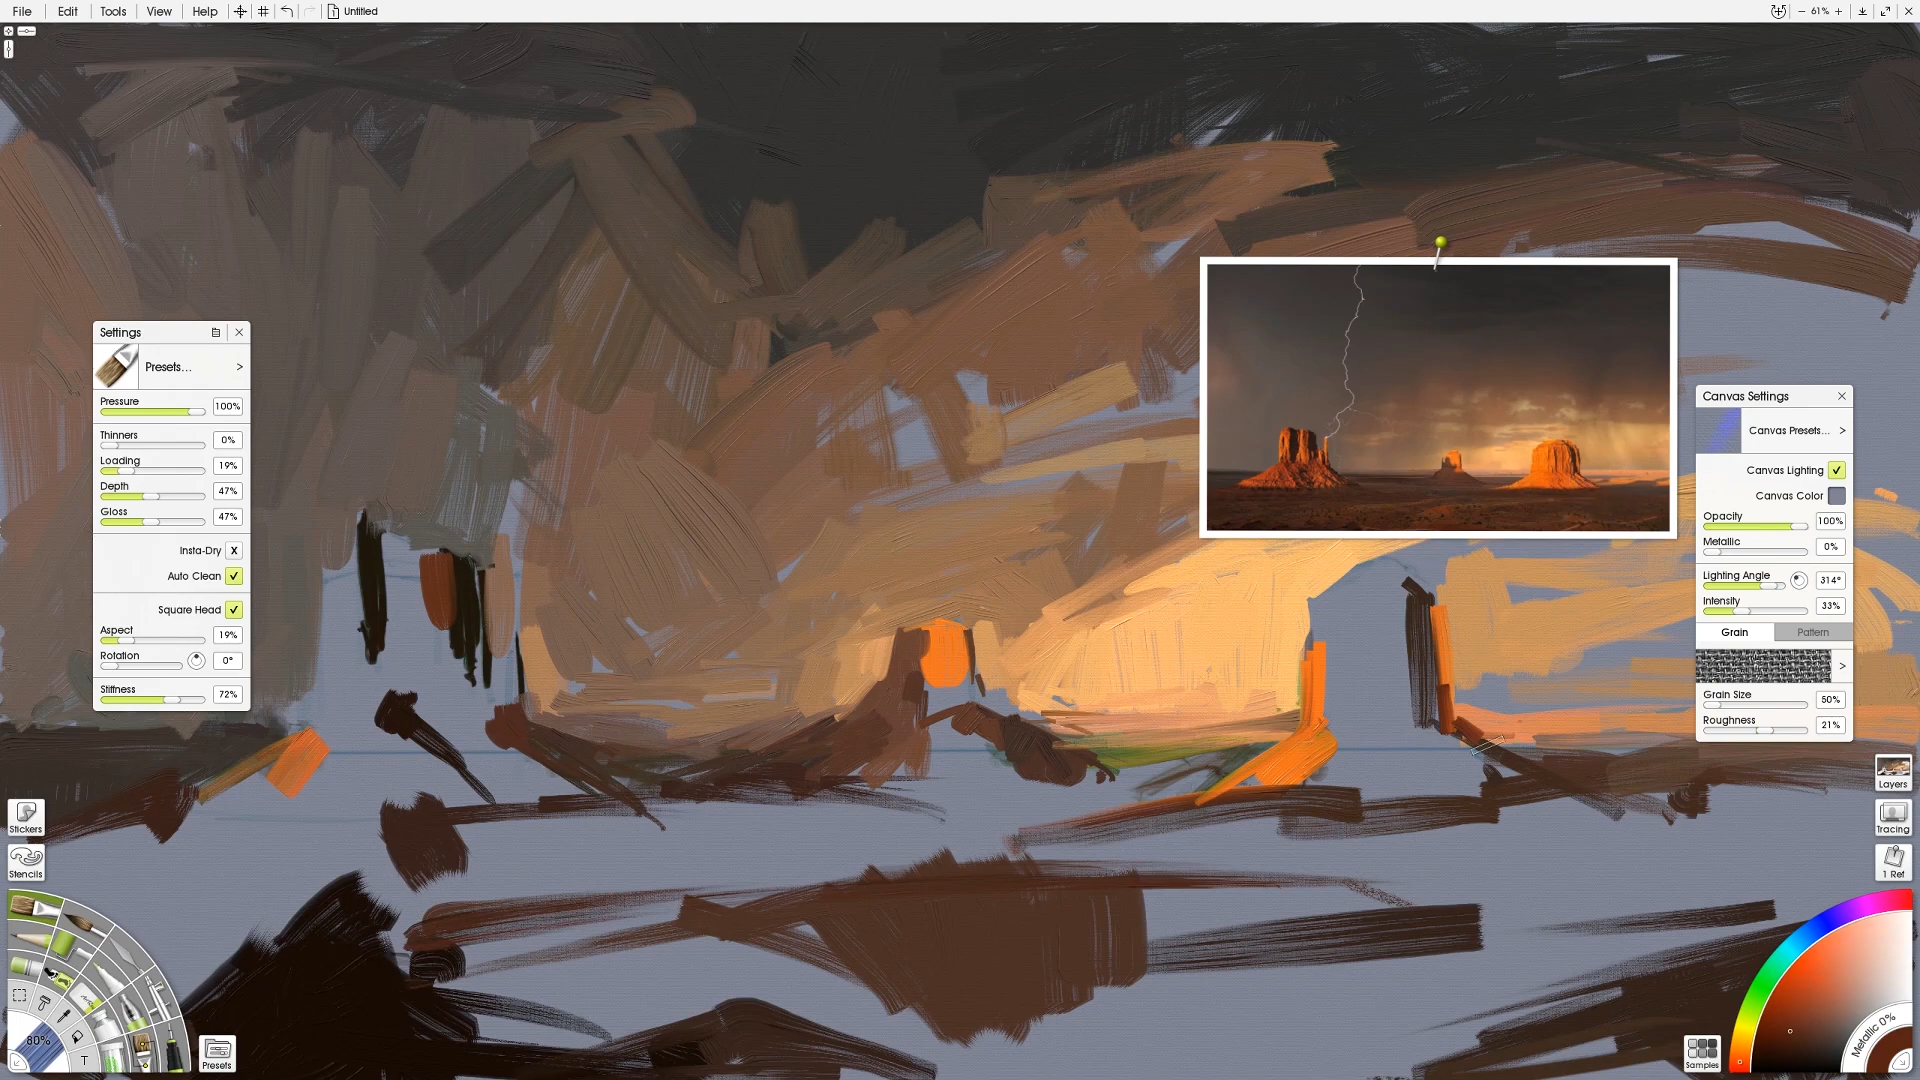 File Edit Tools View Help Untitled 61%
Settings
Presets...
Pressure 100%
Thinners 0%
Loading 19%
Depth 47%
Gloss 47%
Insta-Dry X
Auto Clean
Square Head
Aspect 19%
Rotation 0°
Stiffness 72%
Canvas Settings
Canvas Presets...
Canvas Lighting
Canvas Color
Opacity 100%
Metallic 0%
Lighting Angle 314°
Intensity 33%
Grain Pattern
Grain Size 50%
Roughness 21%
Layers
Tracing
1 Ref
Stickers
Stencils
80%
T
Presets
Samples
Metallic 0%